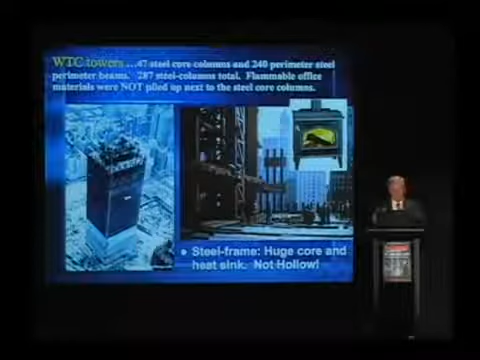 WTC towers …47 steel core columns and 240 perimeter steel
perimeter beams.  287 steel-columns total.  Flammable office
materials were NOT piled up next to the steel core columns.
• Steel-frame: Huge core and
heat sink.  Not Hollow!